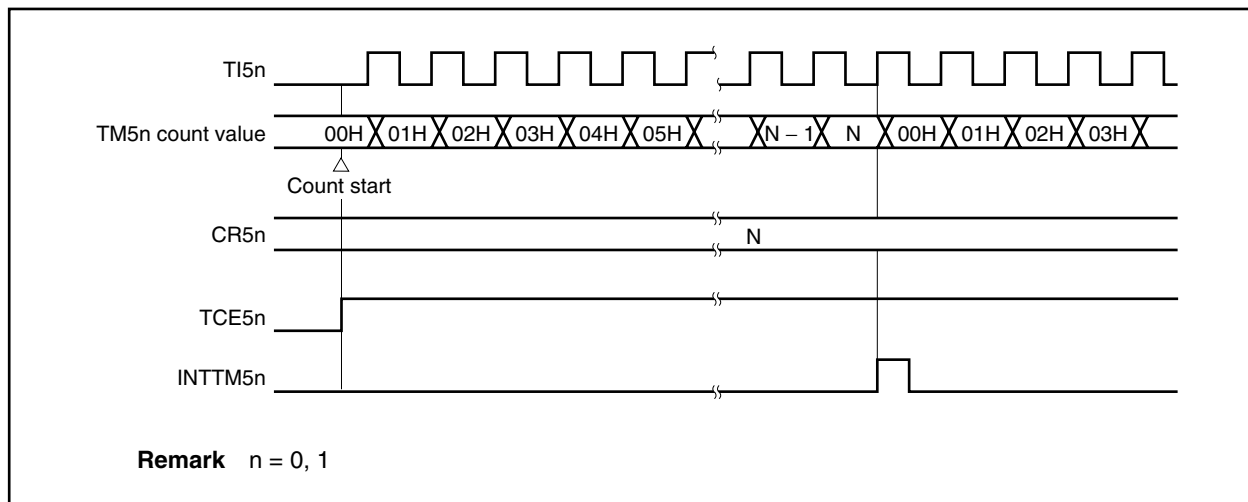 TI5n
TM5n count value 00H 01H 02H 03H 04H 05H N − 1 N 00H 01H 02H 03H
Count start
CR5n N
TCE5n
INTTM5n
Remark n = 0, 1